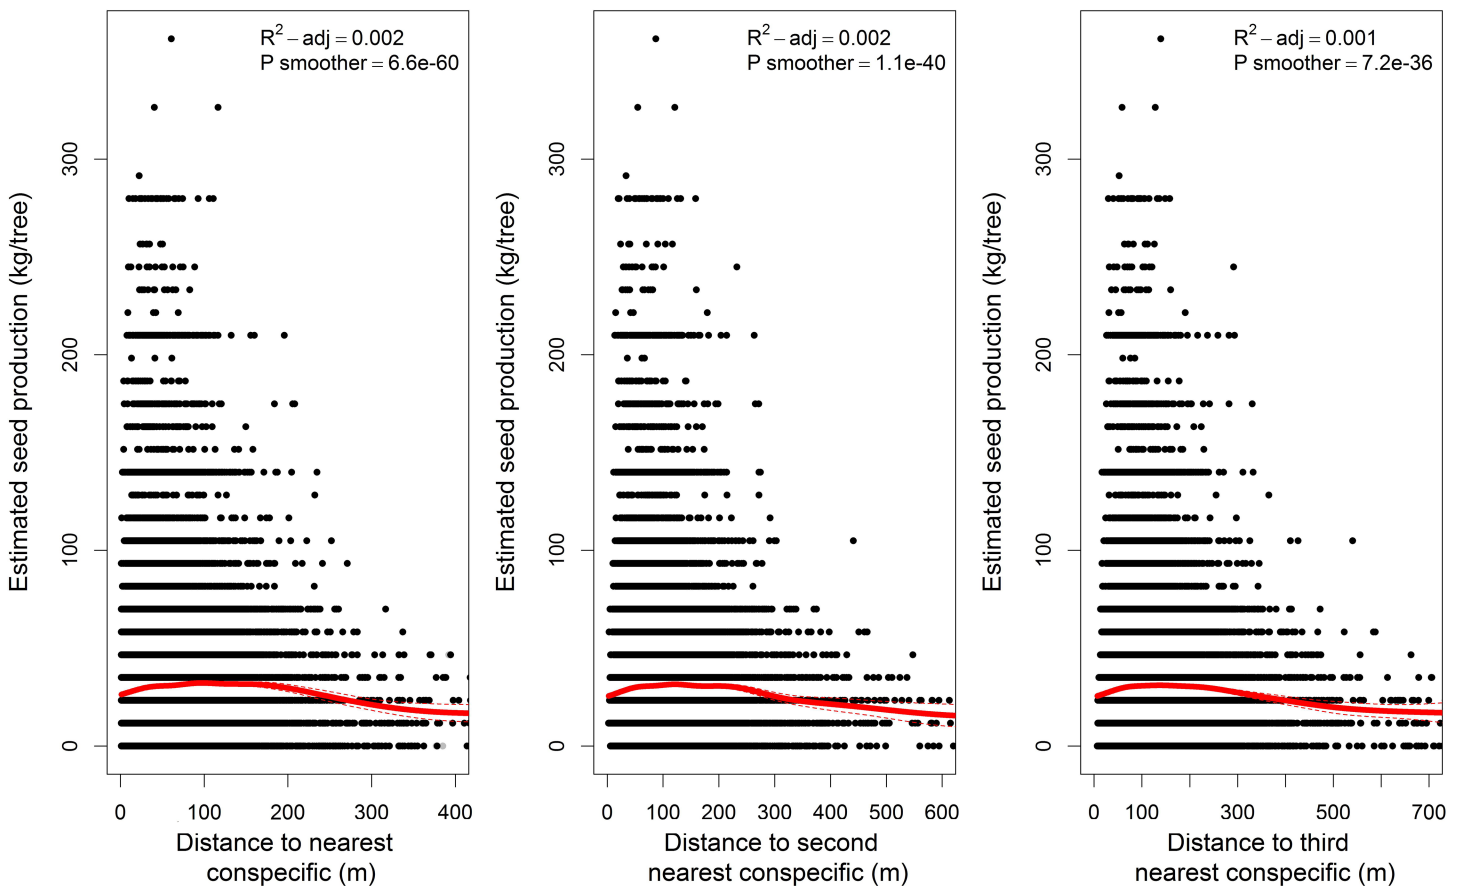 R² – adj = 0.002
P smoother = 6.6e-60
Estimated seed production (kg/tree)
300
200
100
0
0 100 200 300 400
Distance to nearest
conspecific (m)
R² – adj = 0.002
P smoother = 1.1e-40
Estimated seed production (kg/tree)
300
200
100
0
0 100 200 300 400 500 600
Distance to second
nearest conspecific (m)
R² – adj = 0.001
P smoother = 7.2e-36
Estimated seed production (kg/tree)
300
200
100
0
0 100 300 500 700
Distance to third
nearest conspecific (m)